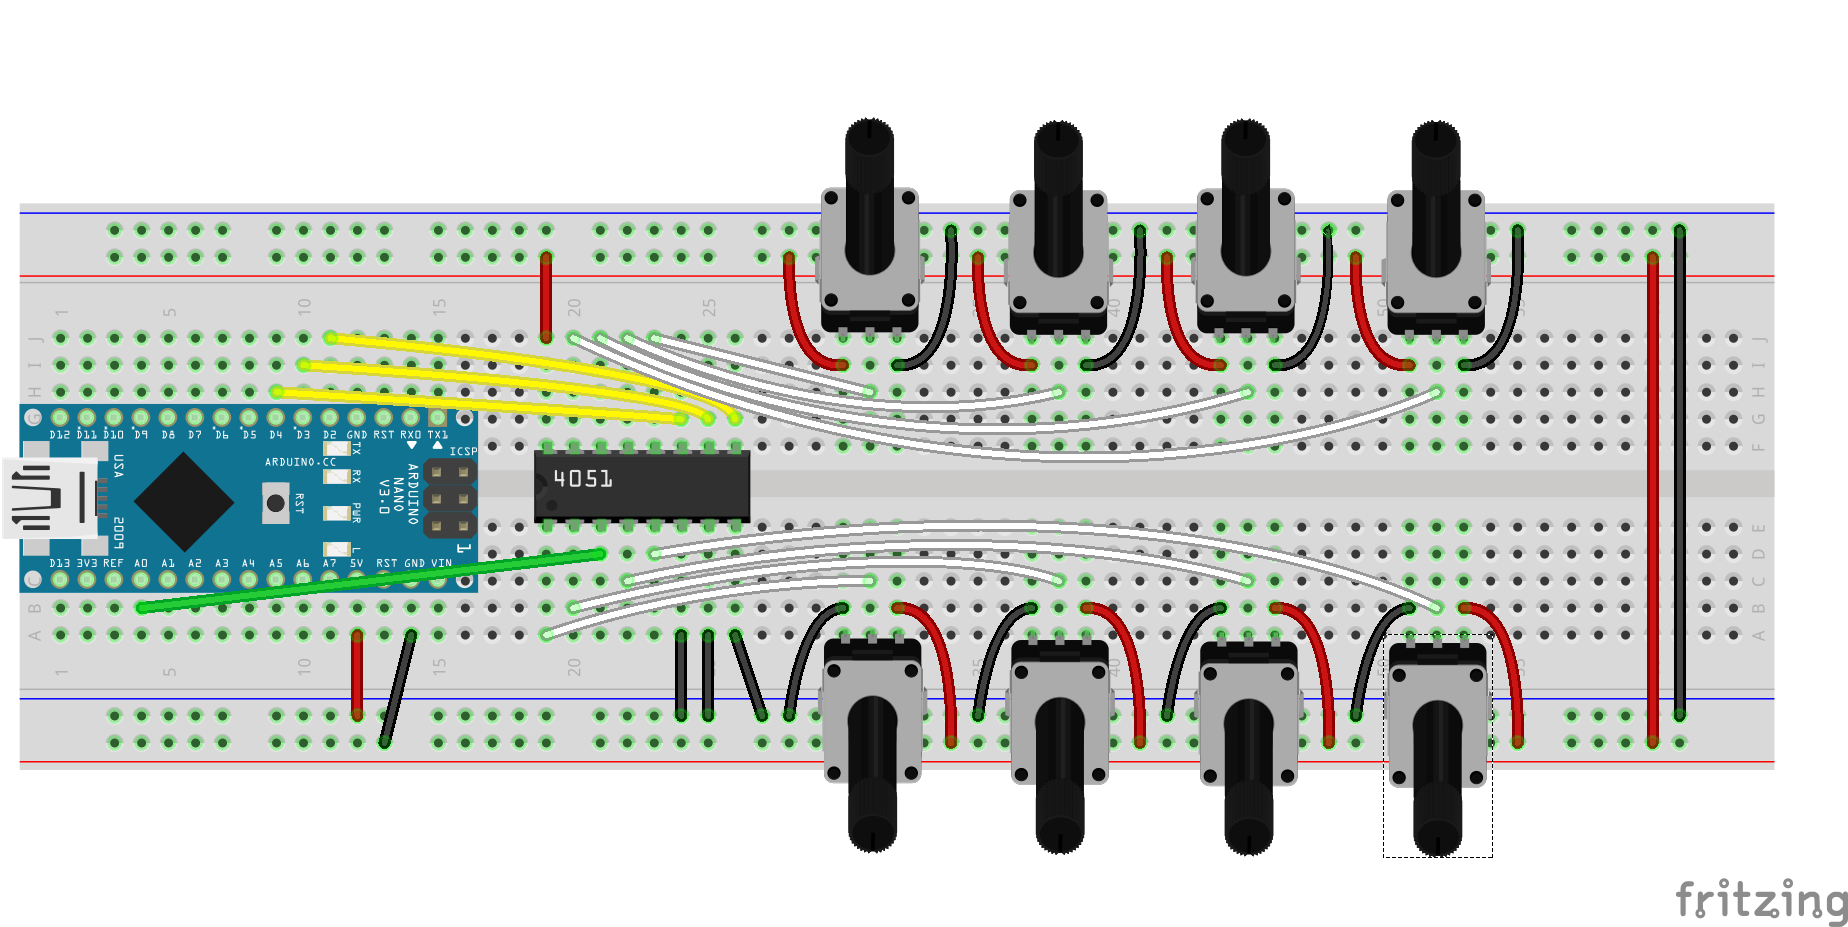 1 5 10 15 20 25 40 50
J J
I I
H H
G G
F
D12 D11 D10 D9 D8 D7 D6 D5 D4 D3 D2 GND RST RX0 TX1
USA
ARDUINO.CC
TX
RX
PWR
L
RST
ARDUINO
NANO
V3.0
ICSP
1
4051
E
D
D13 3V3 REF A0 A1 A2 A3 A4 A5 A6 A7 5V RST GND VIN
C C
B B
A A
1 5 10 15 20 40
fritzing